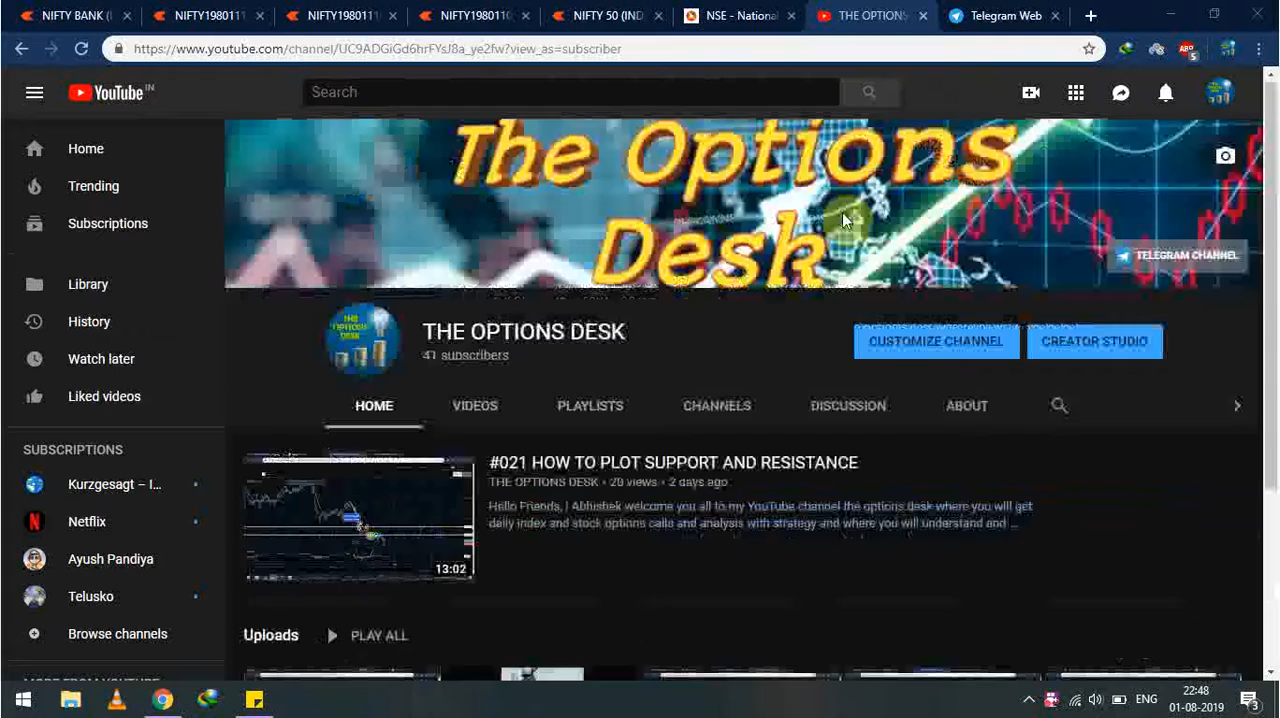 NIFTY BANK (I
NIFTY198011
NIFTY198011
NIFTY198011
NIFTY 50 (IND
NSE - Nationa
THE OPTIONS
Telegram Web
https://www.youtube.com/channel/UC9ADGiGd6hrFYsJ8a_ye2fw?view_as=subscriber
YouTube IN
Search
Home
Trending
Subscriptions
Library
History
Watch later
Liked videos
SUBSCRIPTIONS
Kurzgesagt – I...
Netflix
Ayush Pandiya
Telusko
Browse channels
The Options
Desk
TELEGRAM CHANNEL
THE OPTIONS DESK
41 subscribers
CUSTOMIZE CHANNEL
CREATOR STUDIO
HOME
VIDEOS
PLAYLISTS
CHANNELS
DISCUSSION
ABOUT
#021 HOW TO PLOT SUPPORT AND RESISTANCE
THE OPTIONS DESK • 20 views • 2 days ago
Hello Friends, I Abhishek welcome you all to my YouTube channel the options desk where you will get
daily index and stock options calls and analysis with strategy and where you will understand and ...
13:02
Uploads
PLAY ALL
ENG
22:48
01-08-2019
3